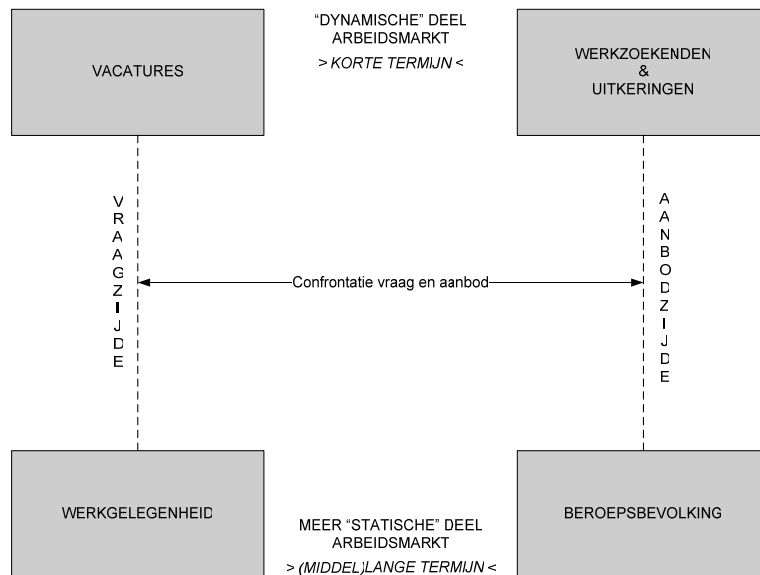 "DYNAMISCHE" DEEL
ARBEIDSMARKT
> KORTE TERMIJN <
VACATURES
WERKZOEKENDEN
&
UITKERINGEN
VRAAGZIJDE
AANBODZIJDE
Confrontatie vraag en aanbod
WERKGELEGENHEID
BEROEPSBEVOLKING
MEER "STATISCHE" DEEL
ARBEIDSMARKT
> (MIDDEL)LANGE TERMIJN <